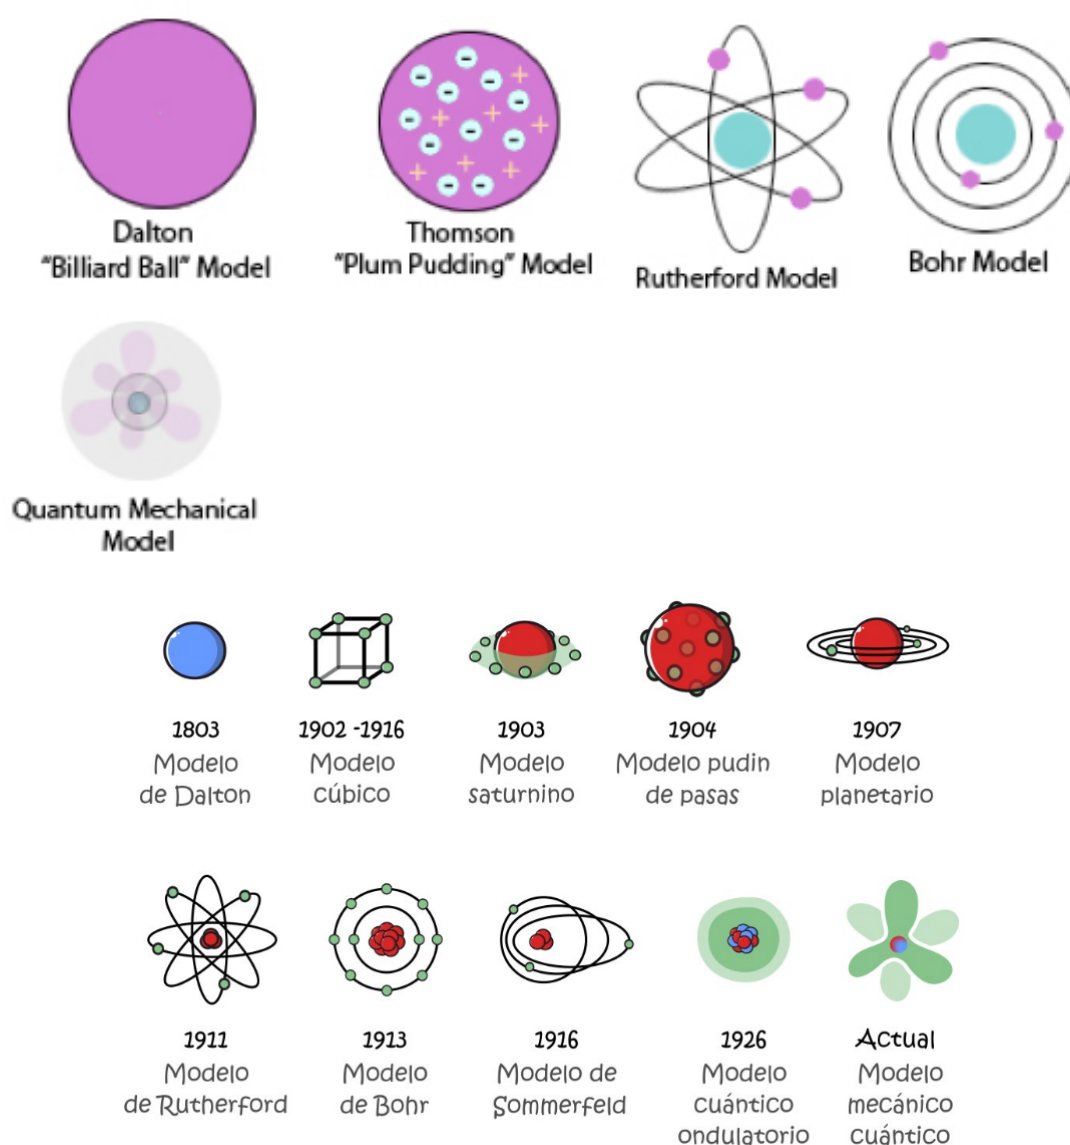 Dalton
"Billiard Ball" Model
Thomson
"Plum Pudding" Model
Rutherford Model
Bohr Model
Quantum Mechanical
Model
1803
Modelo
de Dalton
1902 -1916
Modelo
cúbico
1903
Modelo
saturnino
1904
Modelo pudin
de pasas
1907
Modelo
planetario
1911
Modelo
de Rutherford
1913
Modelo
de Bohr
1916
Modelo de
Sommerfeld
1926
Modelo
cuántico
ondulatorio
Actual
Modelo
mecánico
cuántico